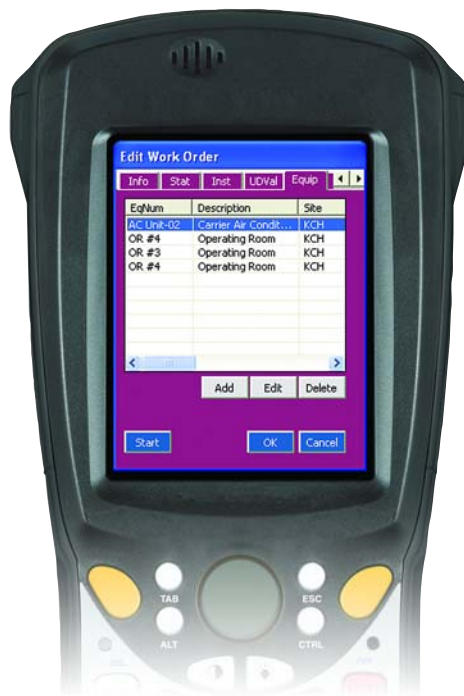 Edit Work Order
Info Stat Inst UDVal Equip
EqNum Description Site
AC Unit-02 Carrier Air Condit... KCH
OR #4 Operating Room KCH
OR #3 Operating Room KCH
OR #4 Operating Room KCH
Add Edit Delete
Start OK Cancel
TAB ESC
ALT CTRL